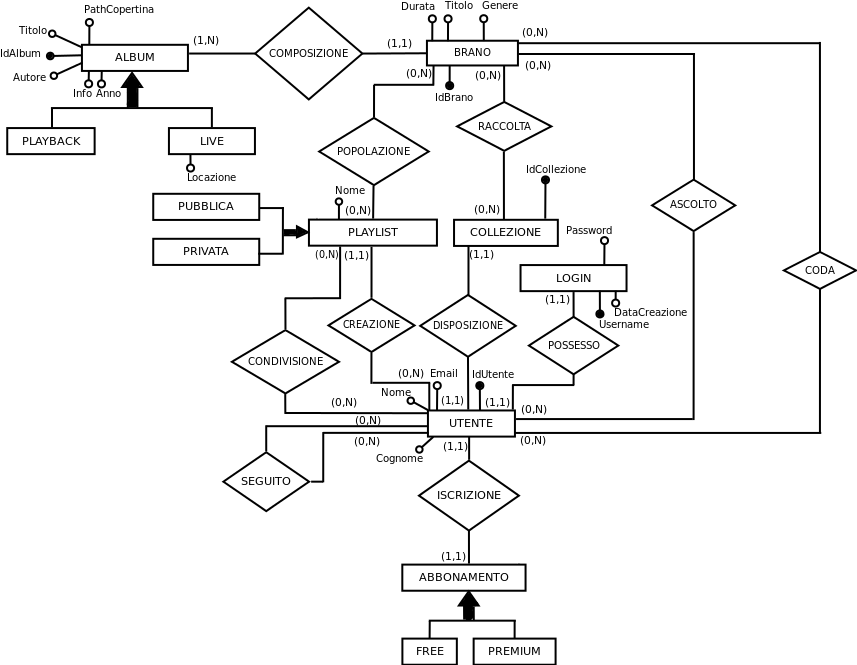 PathCopertina
Durata
Titolo
Genere
Titolo
(1,N)
(1,1)
(0,N)
IdAlbum
ALBUM
COMPOSIZIONE
BRANO
(0,N)
Autore
(0,N)
(0,N)
Info
Anno
IdBrano
PLAYBACK
LIVE
POPOLAZIONE
RACCOLTA
Locazione
IdCollezione
Nome
PUBBLICA
(0,N)
(0,N)
ASCOLTO
PLAYLIST
COLLEZIONE
Password
PRIVATA
(0,N)
(1,1)
(1,1)
CODA
LOGIN
(1,1)
DataCreazione
Username
CREAZIONE
DISPOSIZIONE
POSSESSO
CONDIVISIONE
(0,N)
Email
IdUtente
Nome
(0,N)
(1,1)
(1,1)
(0,N)
(0,N)
UTENTE
(0,N)
(1,1)
(0,N)
Cognome
SEGUITO
ISCRIZIONE
(1,1)
ABBONAMENTO
FREE
PREMIUM